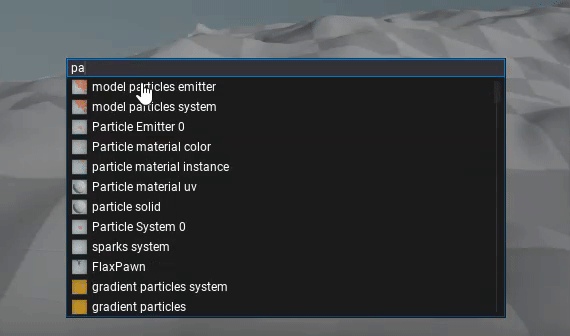 pa
model particles emitter
model particles system
Particle Emitter 0
Particle material color
particle material instance
Particle material uv
particle solid
Particle System 0
sparks system
FlaxPawn
gradient particles system
gradient particles